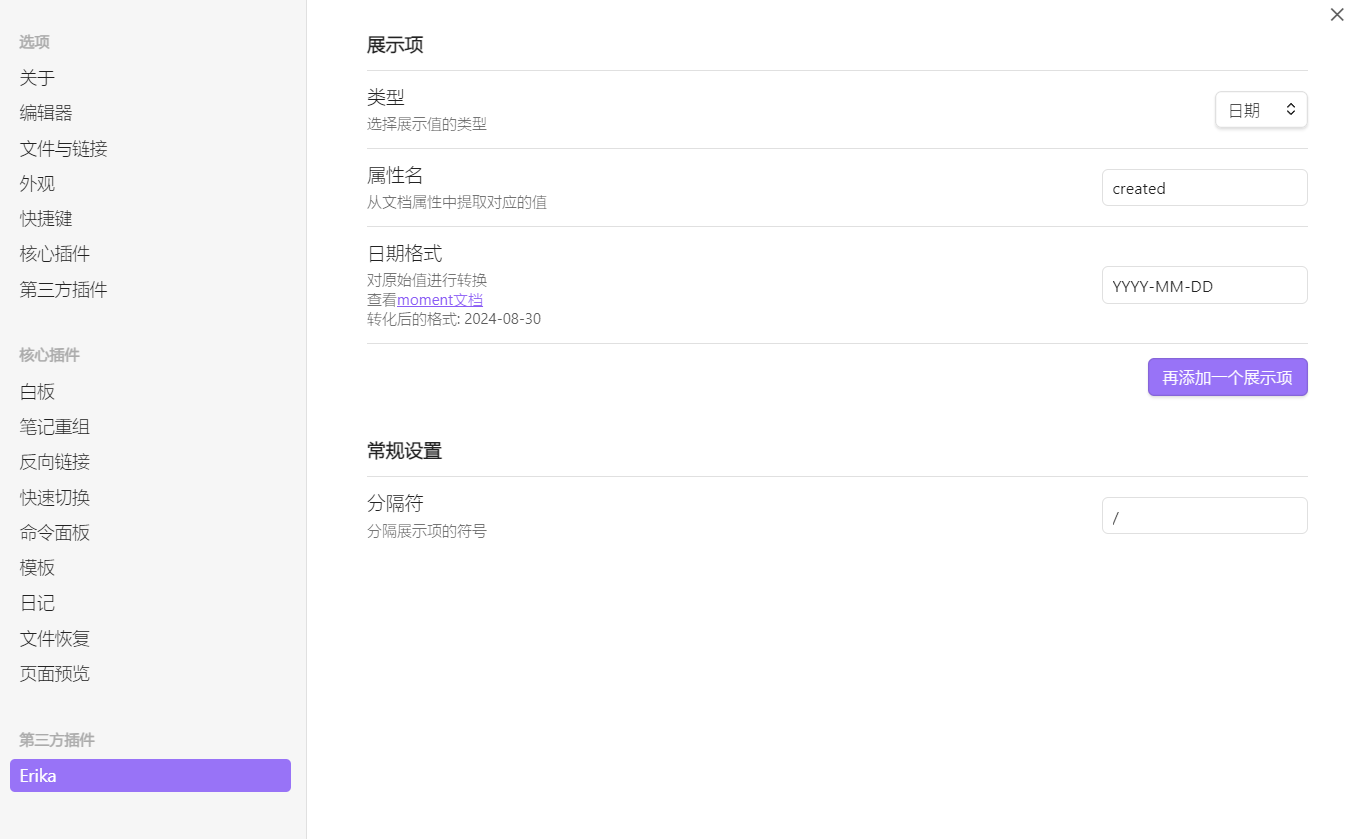 选项
关于
编辑器
文件与链接
外观
快捷键
核心插件
第三方插件
核心插件
白板
笔记重组
反向链接
快速切换
命令面板
模板
日记
文件恢复
页面预览
第三方插件
Erika
展示项
类型
选择展示值的类型
日期
属性名
从文档属性中提取对应的值
created
日期格式
对原始值进行转换
查看moment文档
转化后的格式: 2024-08-30
YYYY-MM-DD
再添加一个展示项
常规设置
分隔符
分隔展示项的符号
/